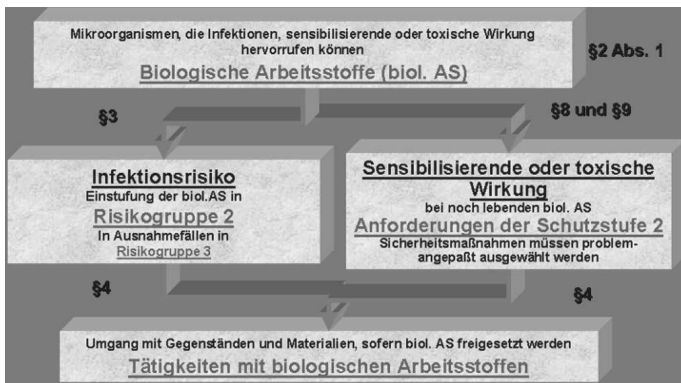 Mikroorganismen, die Infektionen, sensibilisierende oder toxische Wirkung
hervorrufen können
Biologische Arbeitsstoffe (biol. AS)
§2 Abs. 1
§3
§8 und §9
Infektionsrisiko
Einstufung der biol.AS in
Risikogruppe 2
In Ausnahmefällen in
Risikogruppe 3
Sensibilisierende oder toxische
Wirkung
bei noch lebenden biol. AS
Anforderungen der Schutzstufe 2
Sicherheitsmaßnahmen müssen problem-
angepaßt ausgewählt werden
§4
§4
Umgang mit Gegenständen und Materialien, sofern biol. AS freigesetzt werden
Tätigkeiten mit biologischen Arbeitsstoffen